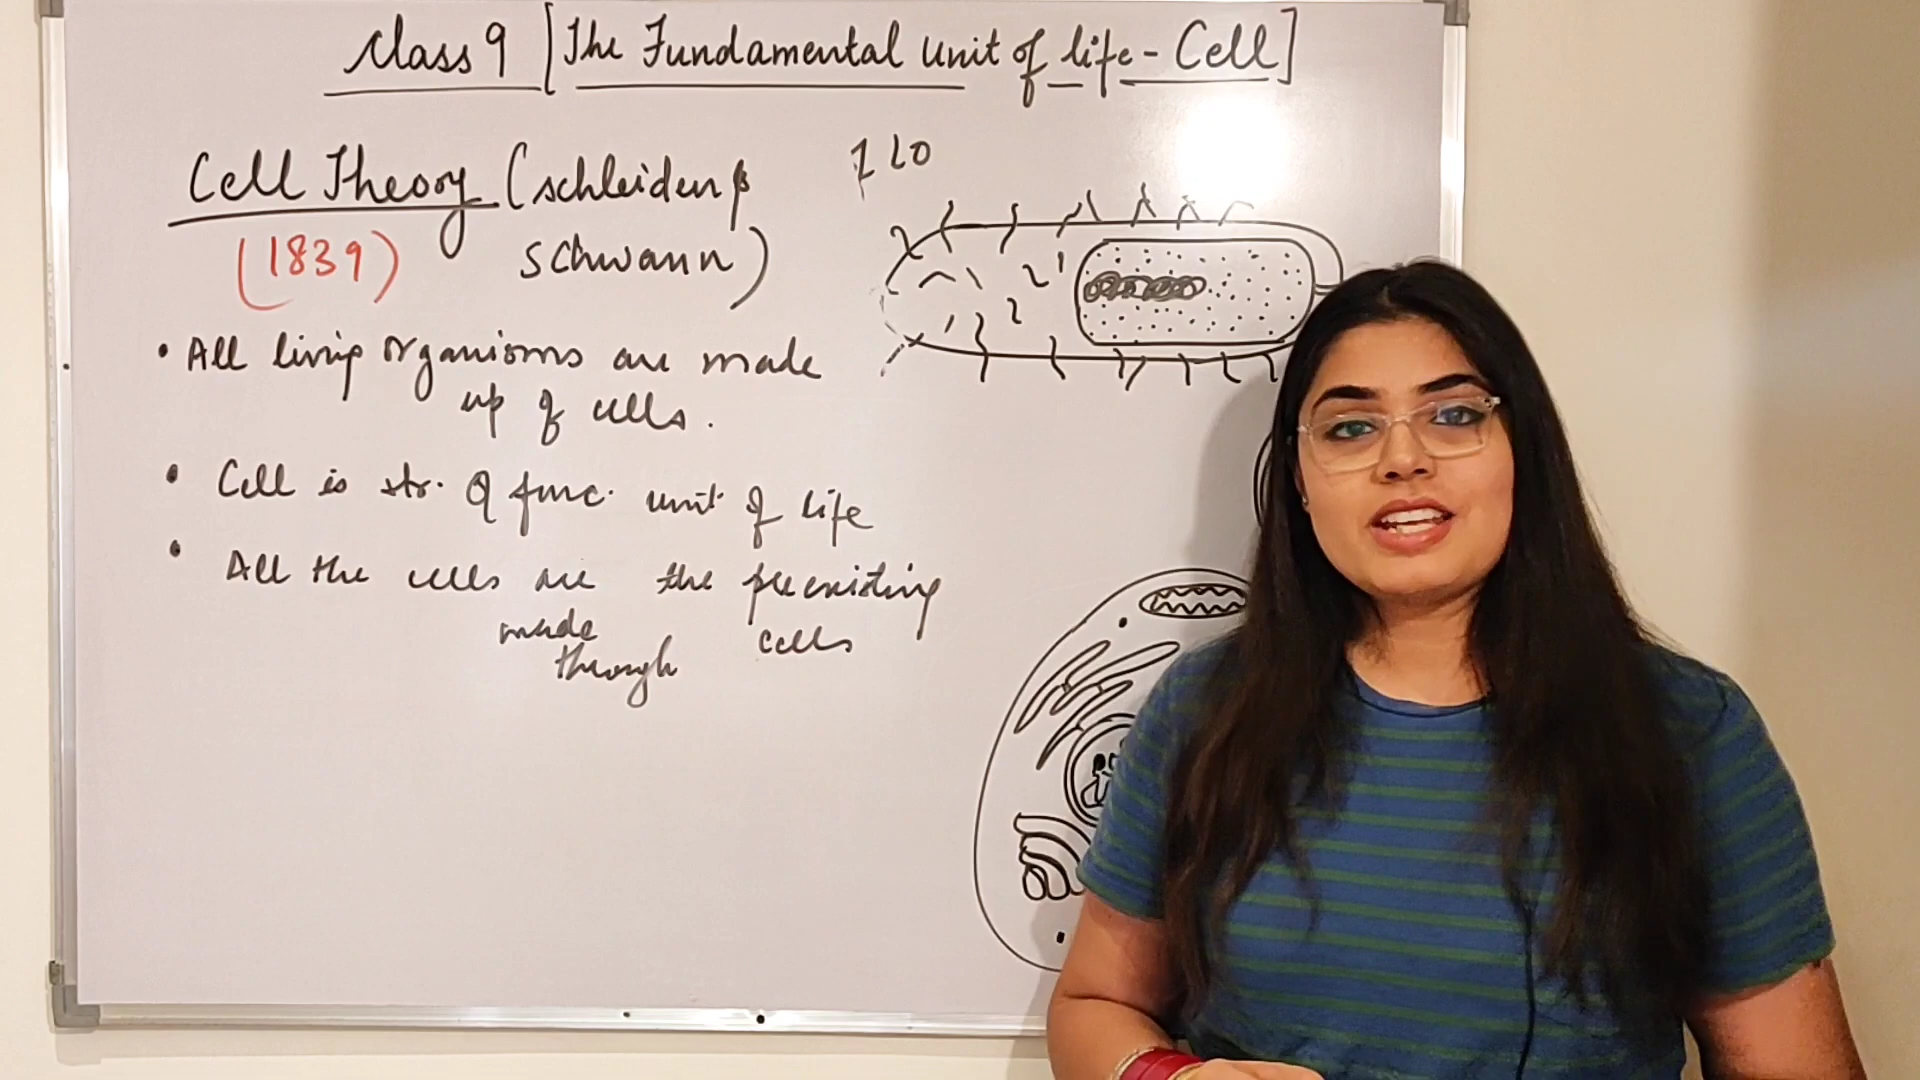 Class 9 [The Fundamental Unit of life - Cell]
Cell Theory (schleiden &
schwann)
(1839)
• All living organisms are made
up of cells.
• Cell is str. & func. unit of life
• All the cells are the preexisting
made cells
through